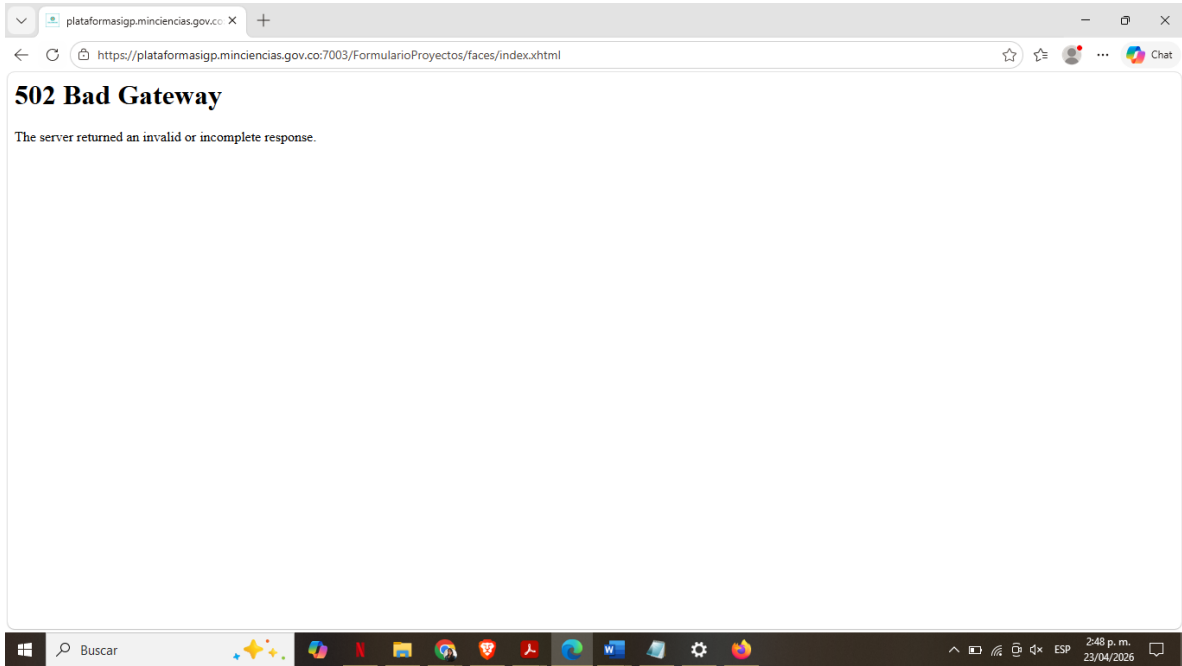 plataformasigp.minciencias.gov.co
https://plataformasigp.minciencias.gov.co:7003/FormularioProyectos/faces/index.xhtml
Chat
502 Bad Gateway
The server returned an invalid or incomplete response.
Buscar
ESP
2:48 p. m.
23/04/2026